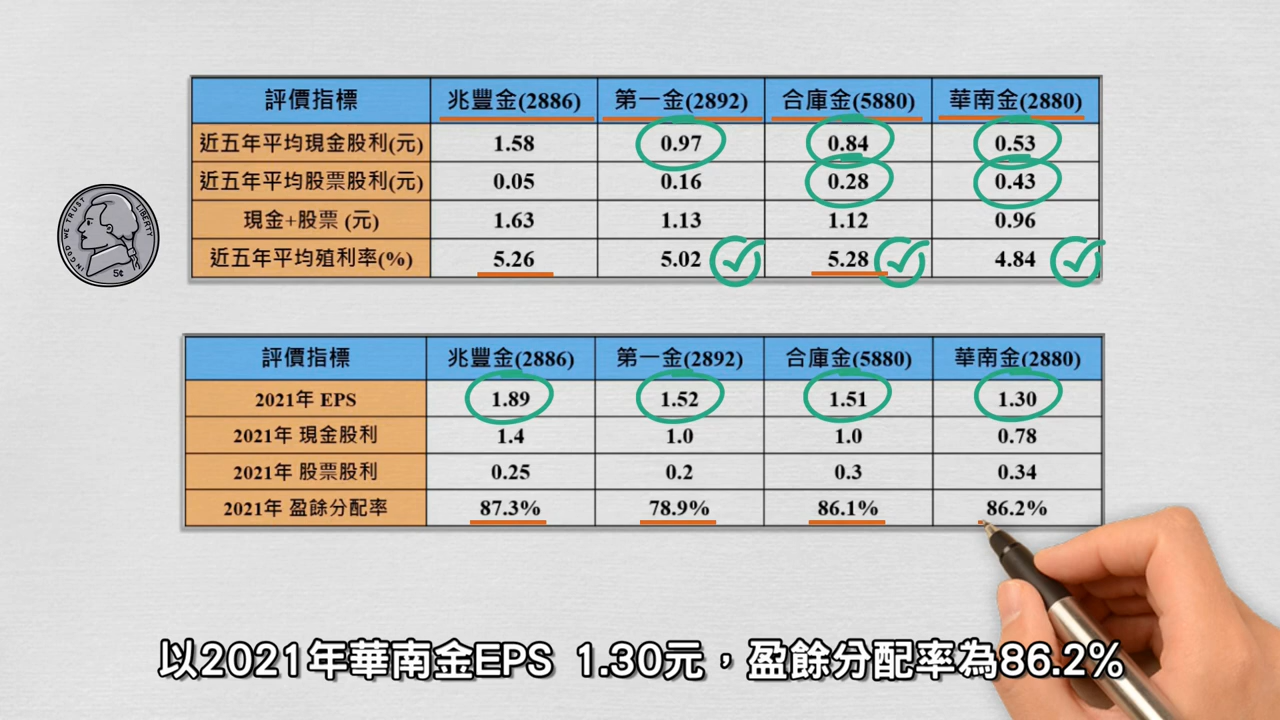 評價指標 兆豐金(2886) 第一金(2892) 合庫金(5880) 華南金(2880)
近五年平均現金股利(元) 1.58 0.97 0.84 0.53
近五年平均股票股利(元) 0.05 0.16 0.28 0.43
現金+股票 (元) 1.63 1.13 1.12 0.96
近五年平均殖利率(%) 5.26 5.02 5.28 4.84
IN GOD WE TRUST LIBERTY
5¢
評價指標 兆豐金(2886) 第一金(2892) 合庫金(5880) 華南金(2880)
2021年 EPS 1.89 1.52 1.51 1.30
2021年 現金股利 1.4 1.0 1.0 0.78
2021年 股票股利 0.25 0.2 0.3 0.34
2021年 盈餘分配率 87.3% 78.9% 86.1% 86.2%
以2021年華南金EPS 1.30元，盈餘分配率為86.2%